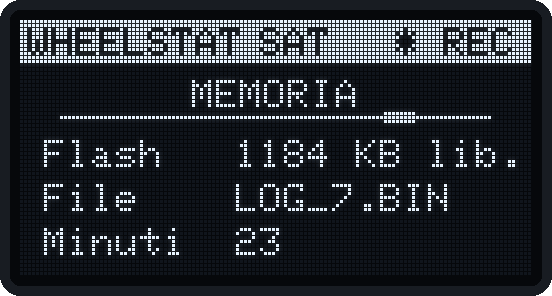 WHEELSTAT SAT * REC
MEMORIA
Flash 1184 KB lib.
File LOG_7.BIN
Minuti 23